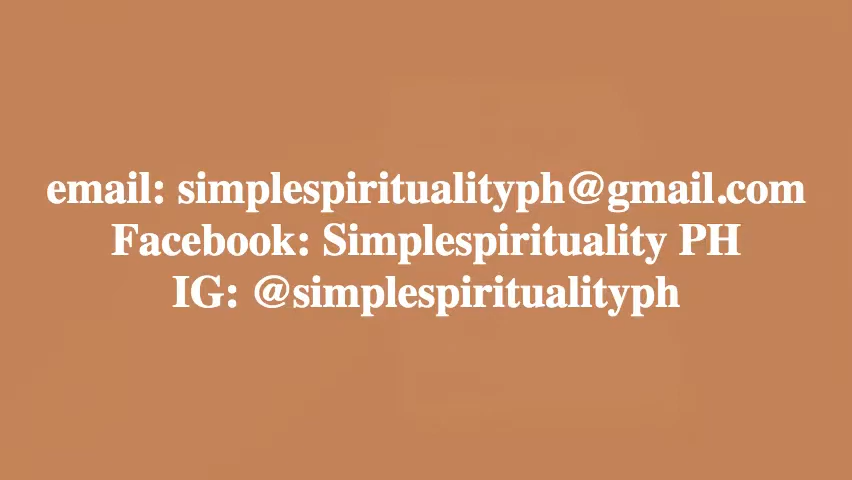 email: simplespiritualityph@gmail.com
Facebook: Simplespirituality PH
IG: @simplespiritualityph